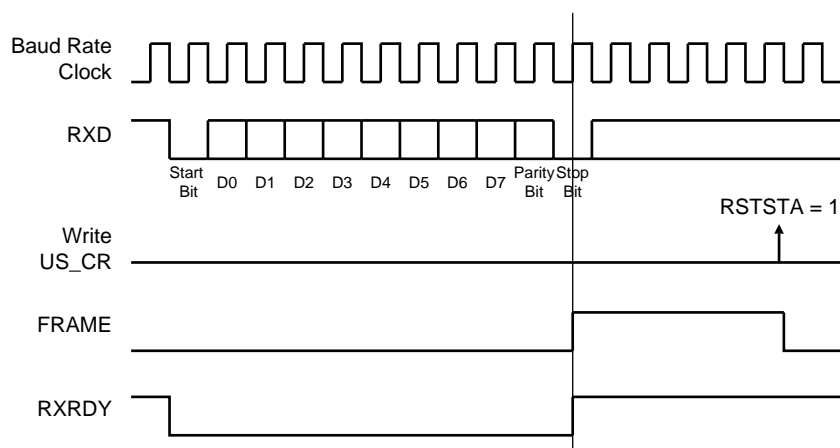 Baud Rate
Clock
RXD
Start
Bit
D0
D1
D2
D3
D4
D5
D6
D7
Parity
Bit
Stop
Bit
RSTSTA = 1
Write
US_CR
FRAME
RXRDY